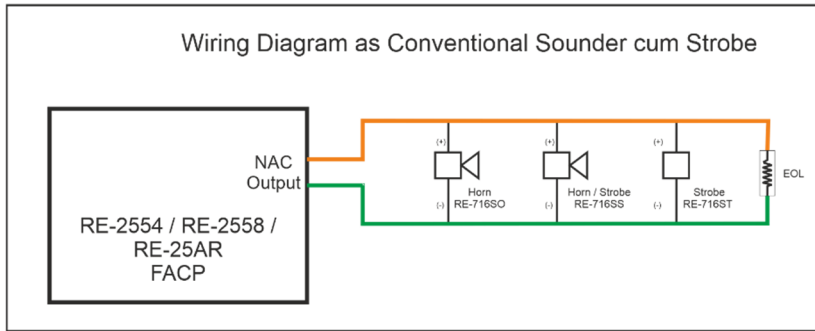 Wiring Diagram as Conventional Sounder cum Strobe
NAC
Output
RE-2554 / RE-2558 /
RE-25AR
FACP
(+)
(+)
(+)
Horn
RE-716SO
Horn / Strobe
RE-716SS
Strobe
RE-716ST
(-)
(-)
(-)
EOL